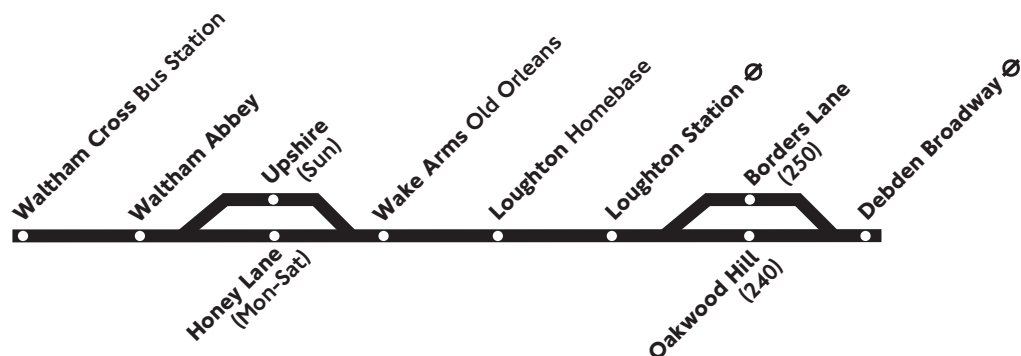 Waltham Cross Bus Station
Waltham Abbey
Upshire
(Sun)
Honey Lane
(Mon-Sat)
Wake Arms Old Orleans
Loughton Homebase
Loughton Station
Borders Lane
(250)
Oakwood Hill
(240)
Debden Broadway